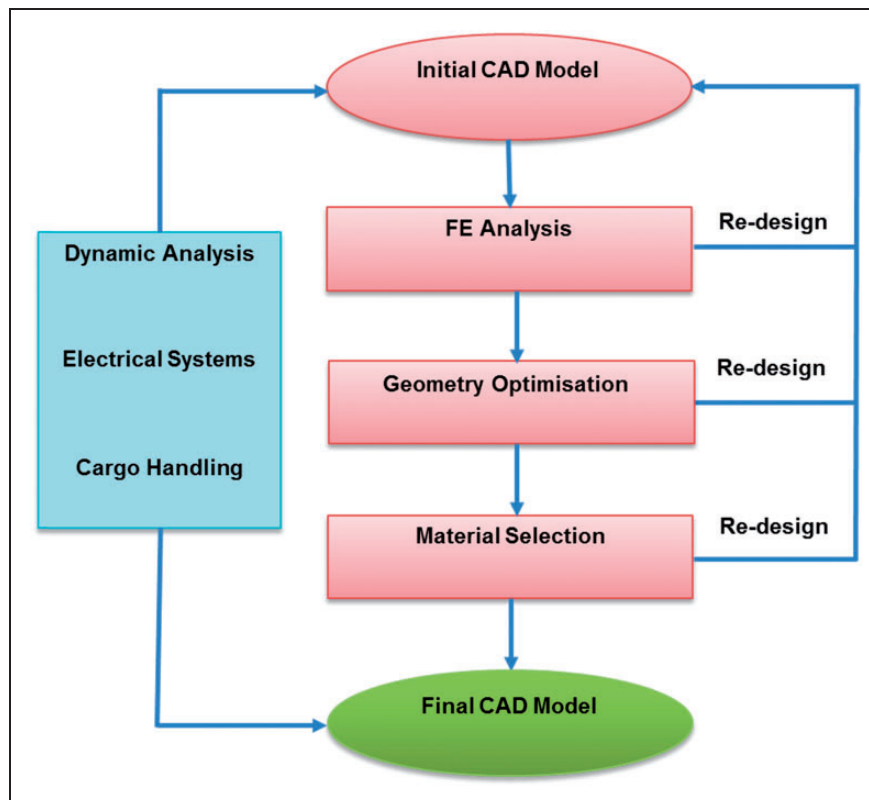 Initial CAD Model
FE Analysis
Re-design
Dynamic Analysis
Electrical Systems
Geometry Optimisation
Re-design
Cargo Handling
Material Selection
Re-design
Final CAD Model